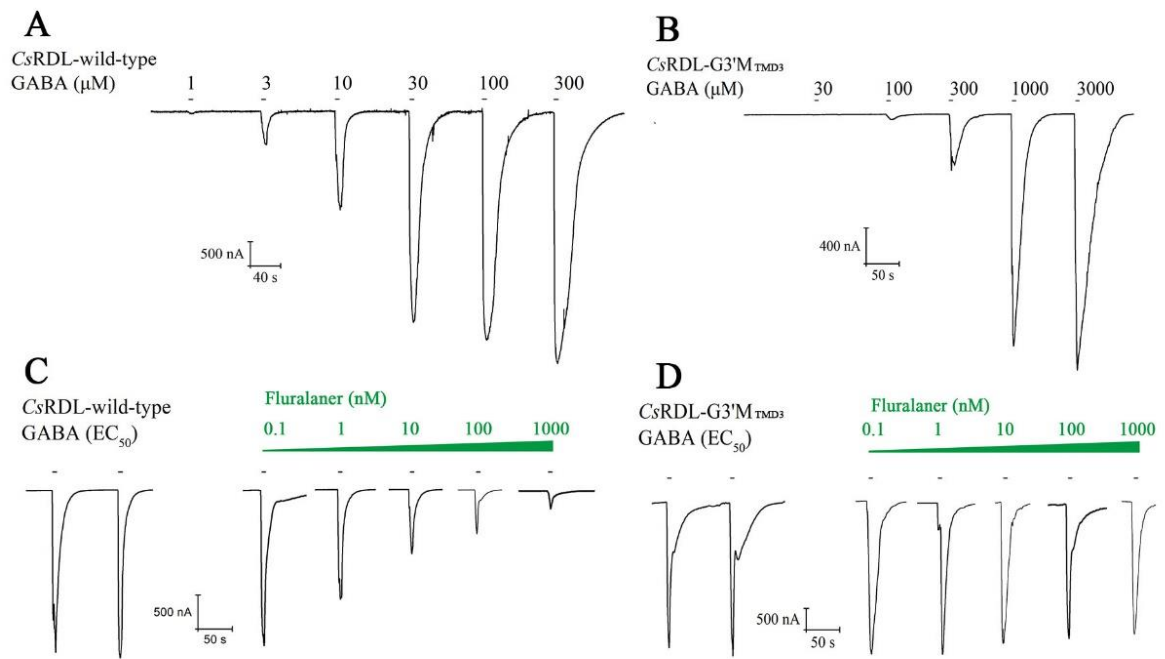 A
CsRDL-wild-type
GABA (μM) 1 3 10 30 100 300
500 nA
40 s
B
CsRDL-G3'MTMD3
GABA (μM) 30 100 300 1000 3000
400 nA
50 s
C
CsRDL-wild-type
GABA (EC50)
Fluralaner (nM)
0.1 1 10 100 1000
500 nA
50 s
D
CsRDL-G3'MTMD3
GABA (EC50)
Fluralaner (nM)
0.1 1 10 100 1000
500 nA
50 s